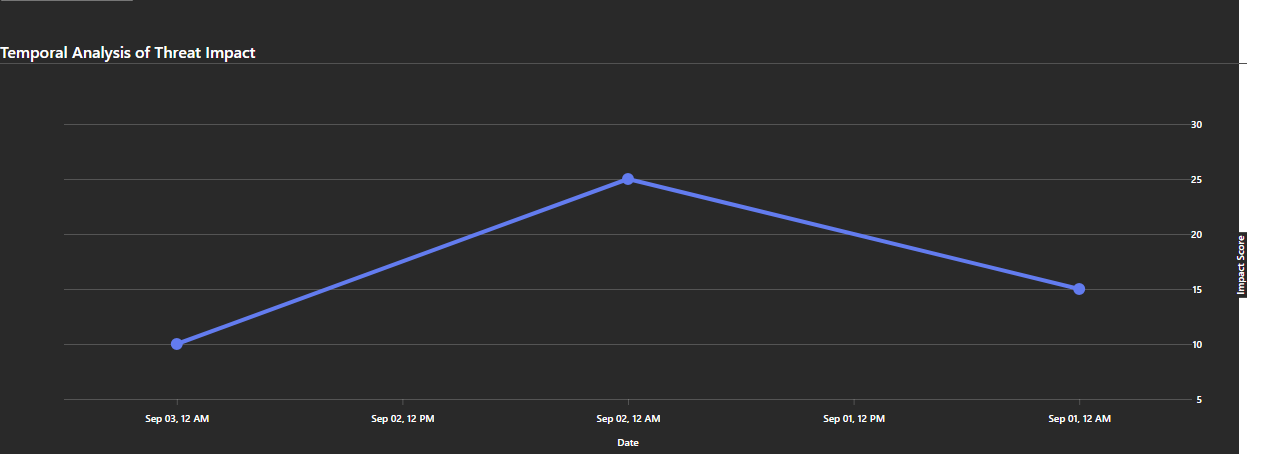 Temporal Analysis of Threat Impact
30
25
20
15
10
5
Impact Score
Sep 03, 12 AM
Sep 02, 12 PM
Sep 02, 12 AM
Sep 01, 12 PM
Sep 01, 12 AM
Date